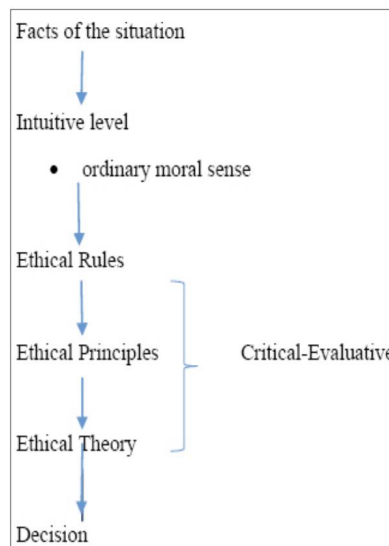 Facts of the situation
Intuitive level
• ordinary moral sense
Ethical Rules
Ethical Principles Critical-Evaluative
Ethical Theory
Decision